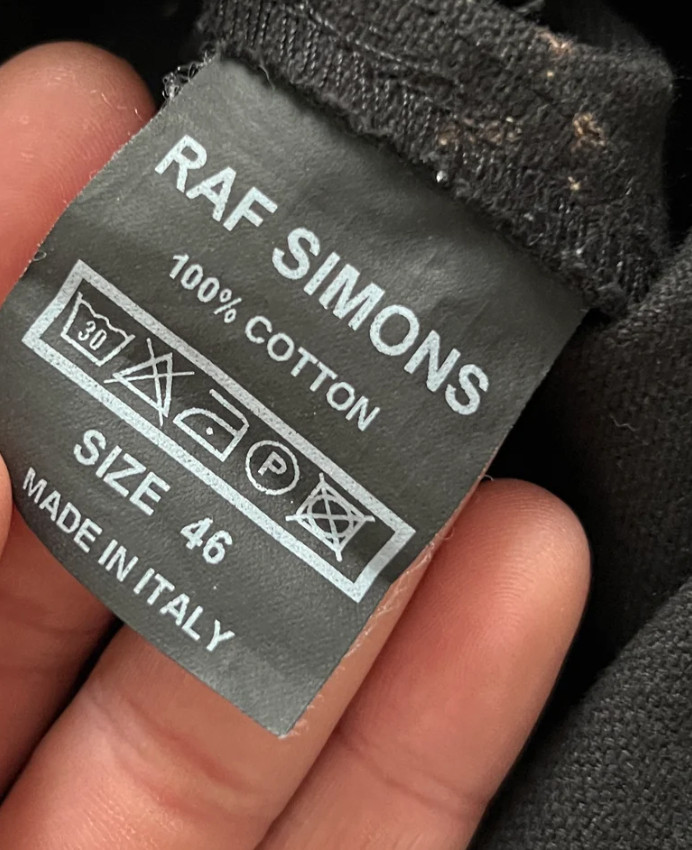 RAF SIMONS
100% COTTON
30 P
SIZE 46
MADE IN ITALY